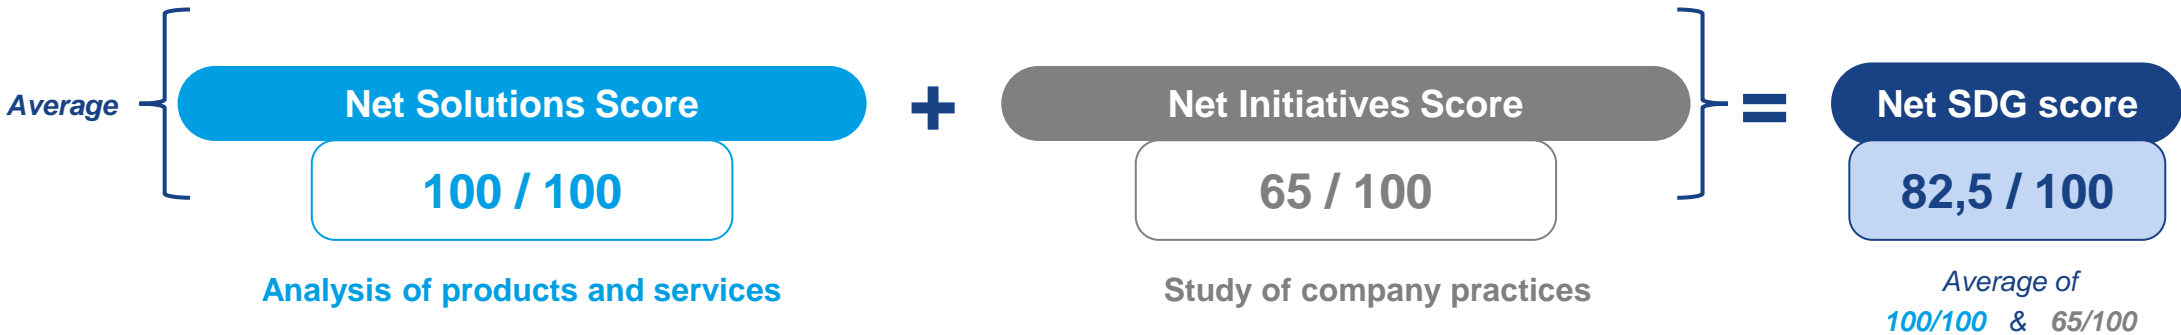 Average
Net Solutions Score
100 / 100
Analysis of products and services
+
Net Initiatives Score
65 / 100
Study of company practices
=
Net SDG score
82,5 / 100
Average of
100/100 & 65/100